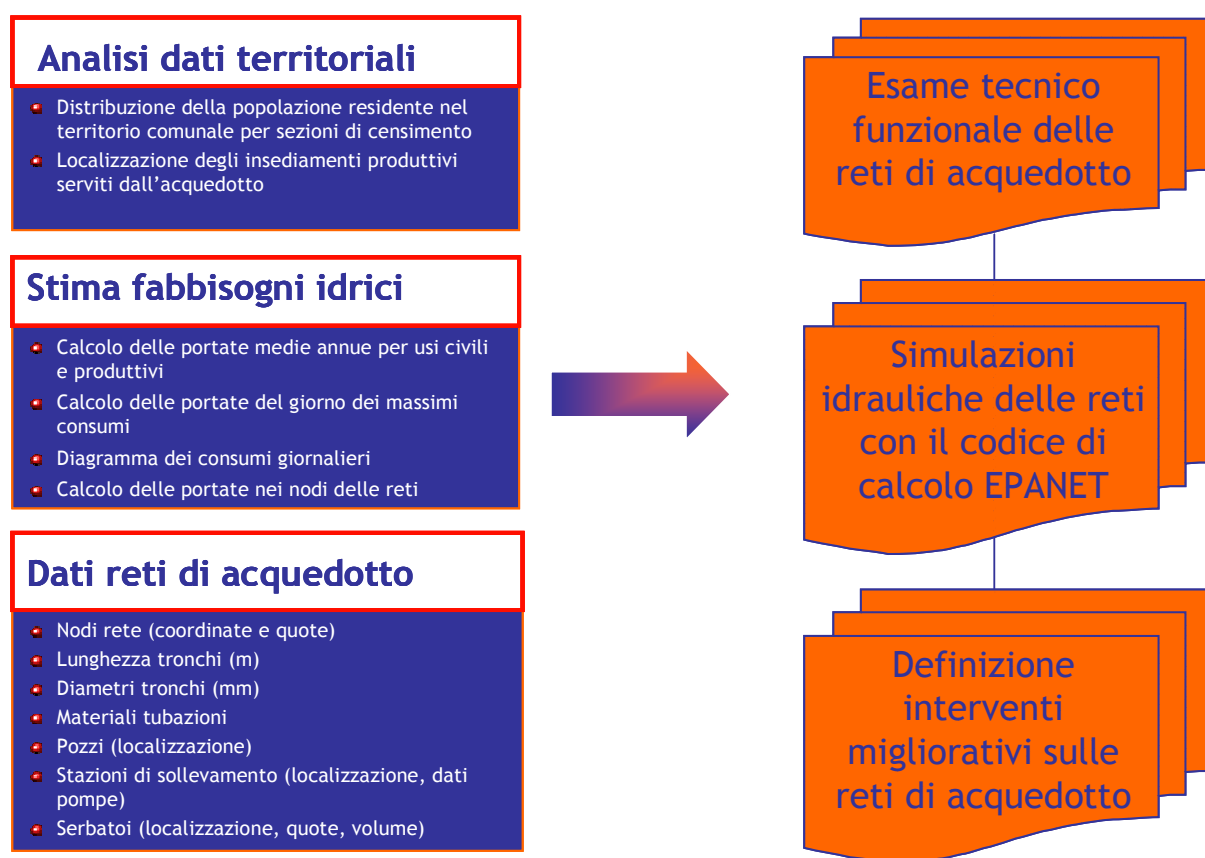 Analisi dati territoriali
Distribuzione della popolazione residente nel
territorio comunale per sezioni di censimento
Localizzazione degli insediamenti produttivi
serviti dall'acquedotto
Stima fabbisogni idrici
Calcolo delle portate medie annue per usi civili
e produttivi
Calcolo delle portate del giorno dei massimi
consumi
Diagramma dei consumi giornalieri
Calcolo delle portate nei nodi delle reti
Dati reti di acquedotto
Nodi rete (coordinate e quote)
Lunghezza tronchi (m)
Diametri tronchi (mm)
Materiali tubazioni
Pozzi (localizzazione)
Stazioni di sollevamento (localizzazione, dati
pompe)
Serbatoi (localizzazione, quote, volume)
Esame tecnico
funzionale delle
reti di acquedotto
Simulazioni
idrauliche delle reti
con il codice di
calcolo EPANET
Definizione
interventi
migliorativi sulle
reti di acquedotto